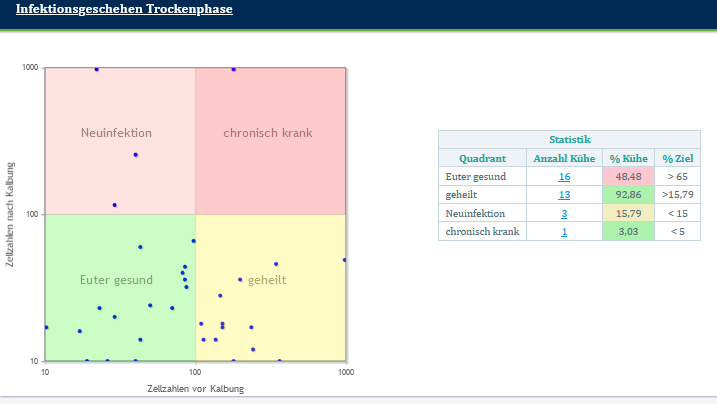 Infektionsgeschehen Trockenphase
1000
Neuinfektion
chronisch krank
Zellzahlen nach Kalbung
100
Euter gesund
geheilt
10
10
100
1000
Zellzahlen vor Kalbung
Statistik
Quadrant Anzahl Kühe % Kühe % Ziel
Euter gesund 16 48,48 > 65
geheilt 13 92,86 >15,79
Neuinfektion 3 15,79 < 15
chronisch krank 1 3,03 < 5